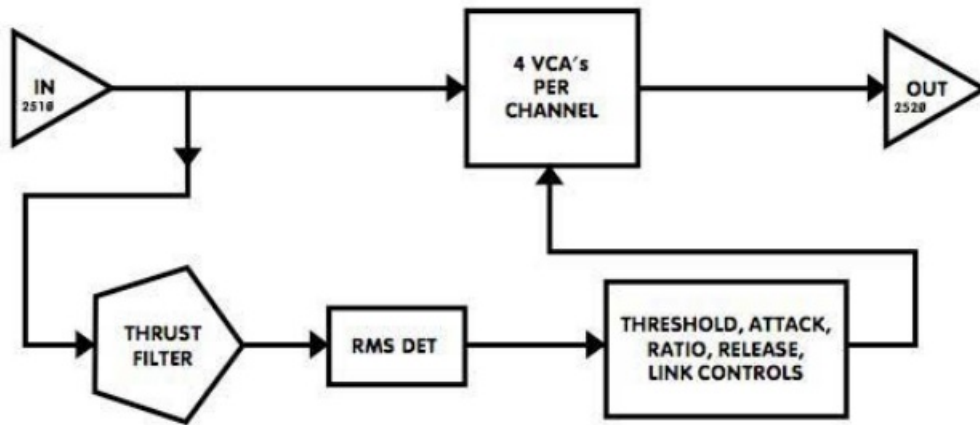 IN
2510
4 VCA's
PER
CHANNEL
OUT
2520
THRUST
FILTER
RMS DET
THRESHOLD, ATTACK,
RATIO, RELEASE,
LINK CONTROLS